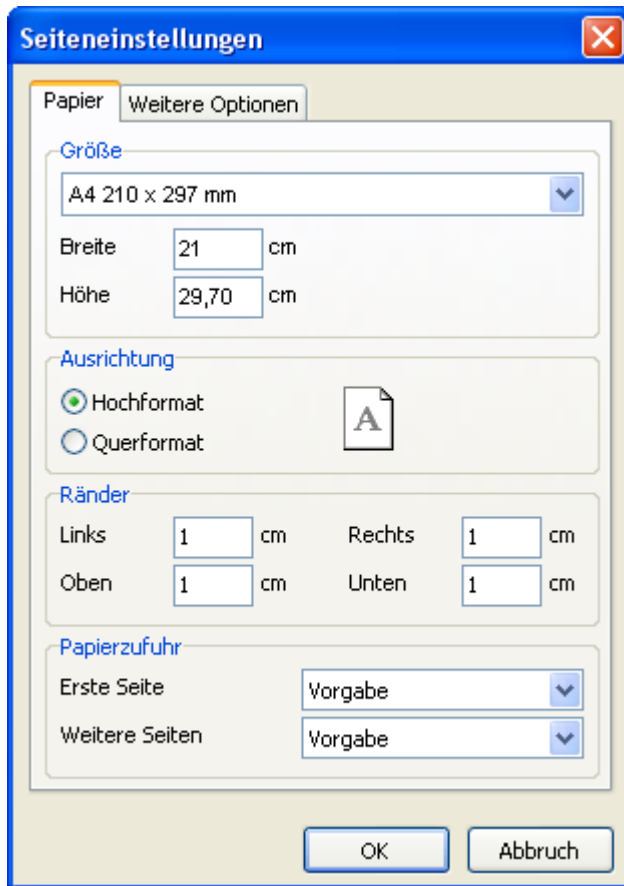 Seiteneinstellungen
Papier Weitere Optionen
Größe
A4 210 x 297 mm
Breite 21 cm
Höhe 29,70 cm
Ausrichtung
Hochformat
A
Querformat
Ränder
Links 1 cm Rechts 1 cm
Oben 1 cm Unten 1 cm
Papierzufuhr
Erste Seite Vorgabe
Weitere Seiten Vorgabe
OK Abbruch